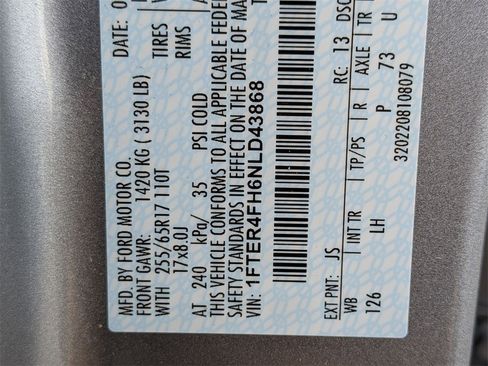 MFD. BY FORD MOTOR CO.
DATE: 0
FRONT GAWR: 1420 KG ( 3130 LB)
WITH 255/65R17 110T TIRES
17x8.0J RIMS
AT 240 kPa/ 35 PSI COLD
THIS VEHICLE CONFORMS TO ALL APPLICABLE FEDER
SAFETY STANDARDS IN EFFECT ON THE DATE OF MA
VIN: 1FTER4FH6NLD43868
EXT PNT: JS RC: 13 DSO
WB INT TR TP/PS R AXLE TR
126 LH P 73 U
3202208108079